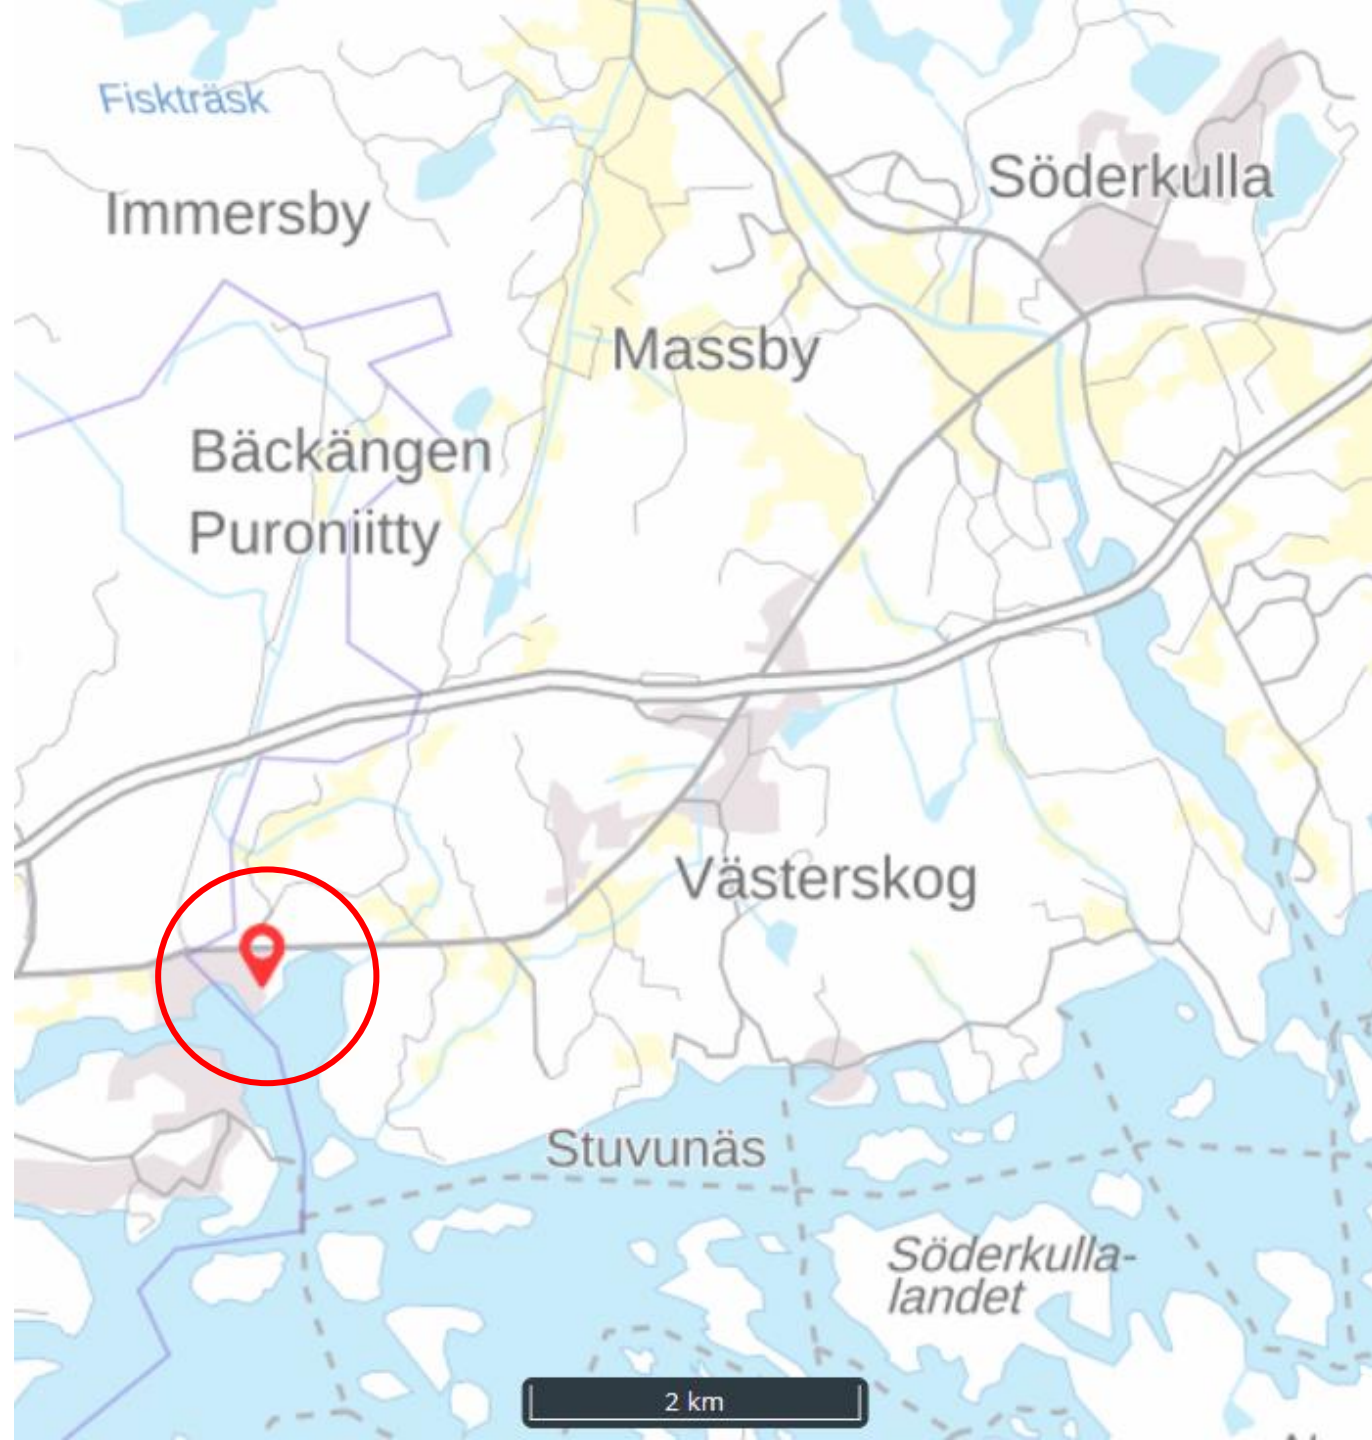 Fiskträsk
Söderkulla
Immersby
Massby
Bäckängen
Puroniitty
Västerskog
Stuvunäs
Söderkulla-
landet
2 km